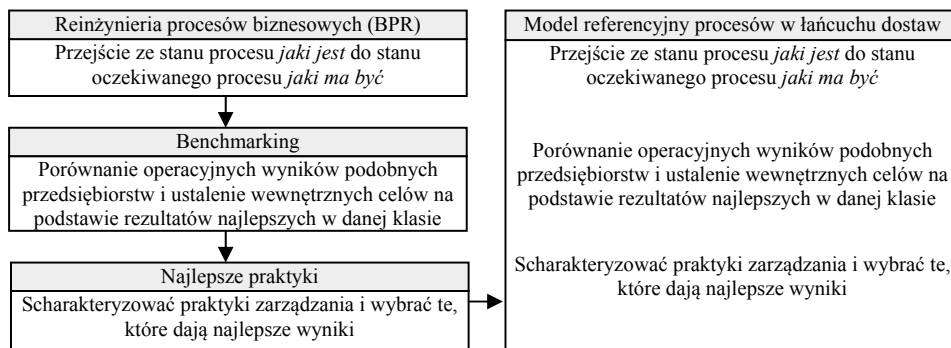 Reinżynieria procesów biznesowych (BPR)
Przejście ze stanu procesu jaki jest do stanu
oczekiwanego procesu jaki ma być
Benchmarking
Porównanie operacyjnych wyników podobnych
przedsiębiorstw i ustalenie wewnętrznych celów na
podstawie rezultatów najlepszych w danej klasie
Najlepsze praktyki
Scharakteryzować praktyki zarządzania i wybrać te,
które dają najlepsze wyniki
Model referencyjny procesów w łańcuchu dostaw
Przejście ze stanu procesu jaki jest do stanu
oczekiwanego procesu jaki ma być
Porównanie operacyjnych wyników podobnych
przedsiębiorstw i ustalenie wewnętrznych celów na
podstawie rezultatów najlepszych w danej klasie
Scharakteryzować praktyki zarządzania i wybrać te,
które dają najlepsze wyniki